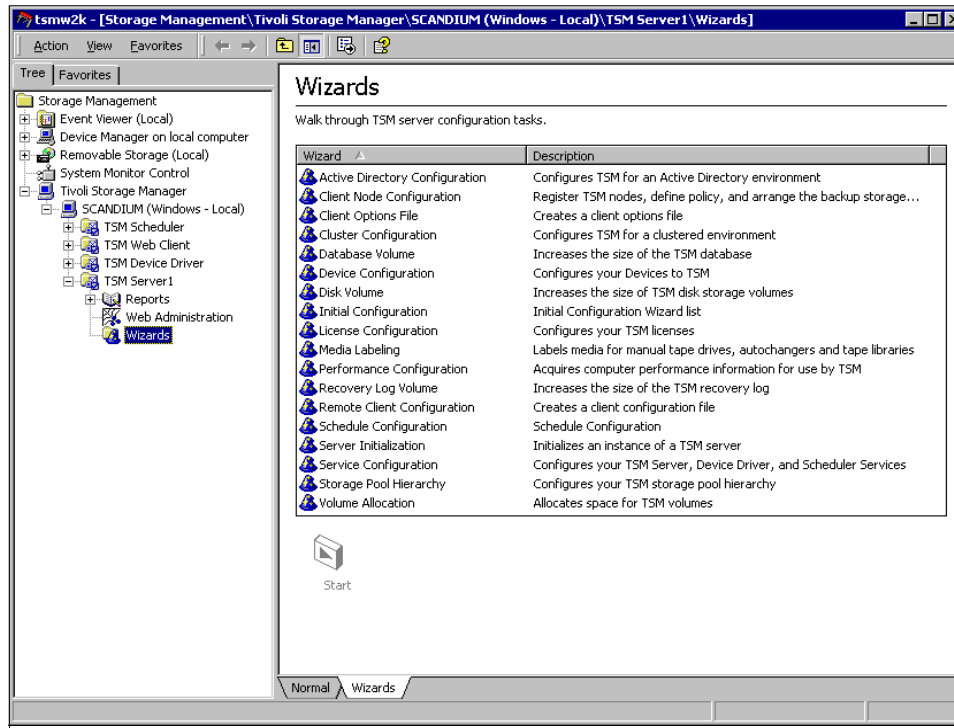 tsmw2k - [Storage Management\Tivoli Storage Manager\SCANDIUM (Windows - Local)\TSM Server1\Wizards]
Action View Favorites
Tree Favorites
Storage Management
Event Viewer (Local)
Device Manager on local computer
Removable Storage (Local)
System Monitor Control
Tivoli Storage Manager
SCANDIUM (Windows - Local)
TSM Scheduler
TSM Web Client
TSM Device Driver
TSM Server1
Reports
Web Administration
Wizards
Wizards
Walk through TSM server configuration tasks.
Wizard Description
Active Directory Configuration Configures TSM for an Active Directory environment
Client Node Configuration Register TSM nodes, define policy, and arrange the backup storage...
Client Options File Creates a client options file
Cluster Configuration Configures TSM for a clustered environment
Database Volume Increases the size of the TSM database
Device Configuration Configures your Devices to TSM
Disk Volume Increases the size of TSM disk storage volumes
Initial Configuration Initial Configuration Wizard list
License Configuration Configures your TSM licenses
Media Labeling Labels media for manual tape drives, autochangers and tape libraries
Performance Configuration Acquires computer performance information for use by TSM
Recovery Log Volume Increases the size of the TSM recovery log
Remote Client Configuration Creates a client configuration file
Schedule Configuration Schedule Configuration
Server Initialization Initializes an instance of a TSM server
Service Configuration Configures your TSM Server, Device Driver, and Scheduler Services
Storage Pool Hierarchy Configures your TSM storage pool hierarchy
Volume Allocation Allocates space for TSM volumes
Start
Normal Wizards